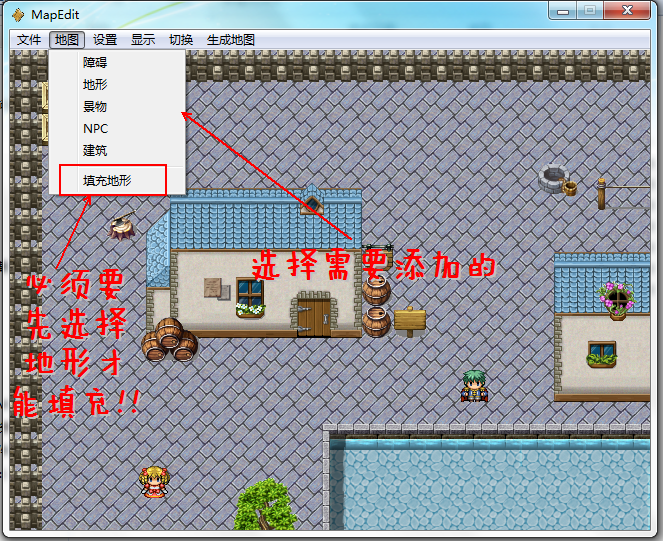 MapEdit
文件 地图 设置 显示 切换 生成地图
障碍
地形
景物
NPC
建筑
填充地形
选择需要添加的
必须要
先选择
地形才
能填充!!